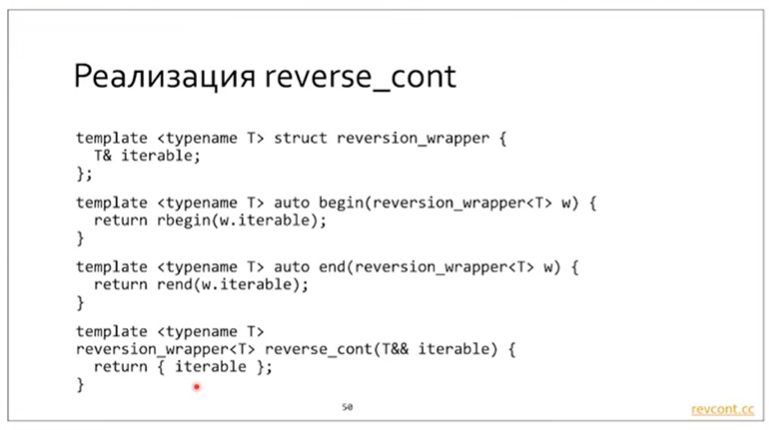 Реализация reverse_cont
template <typename T> struct reversion_wrapper {
T& iterable;
};
template <typename T> auto begin(reversion_wrapper<T> w) {
return rbegin(w.iterable);
}
template <typename T> auto end(reversion_wrapper<T> w) {
return rend(w.iterable);
}
template <typename T>
reversion_wrapper<T> reverse_cont(T&& iterable) {
return { iterable };
}
50
revcont.cc